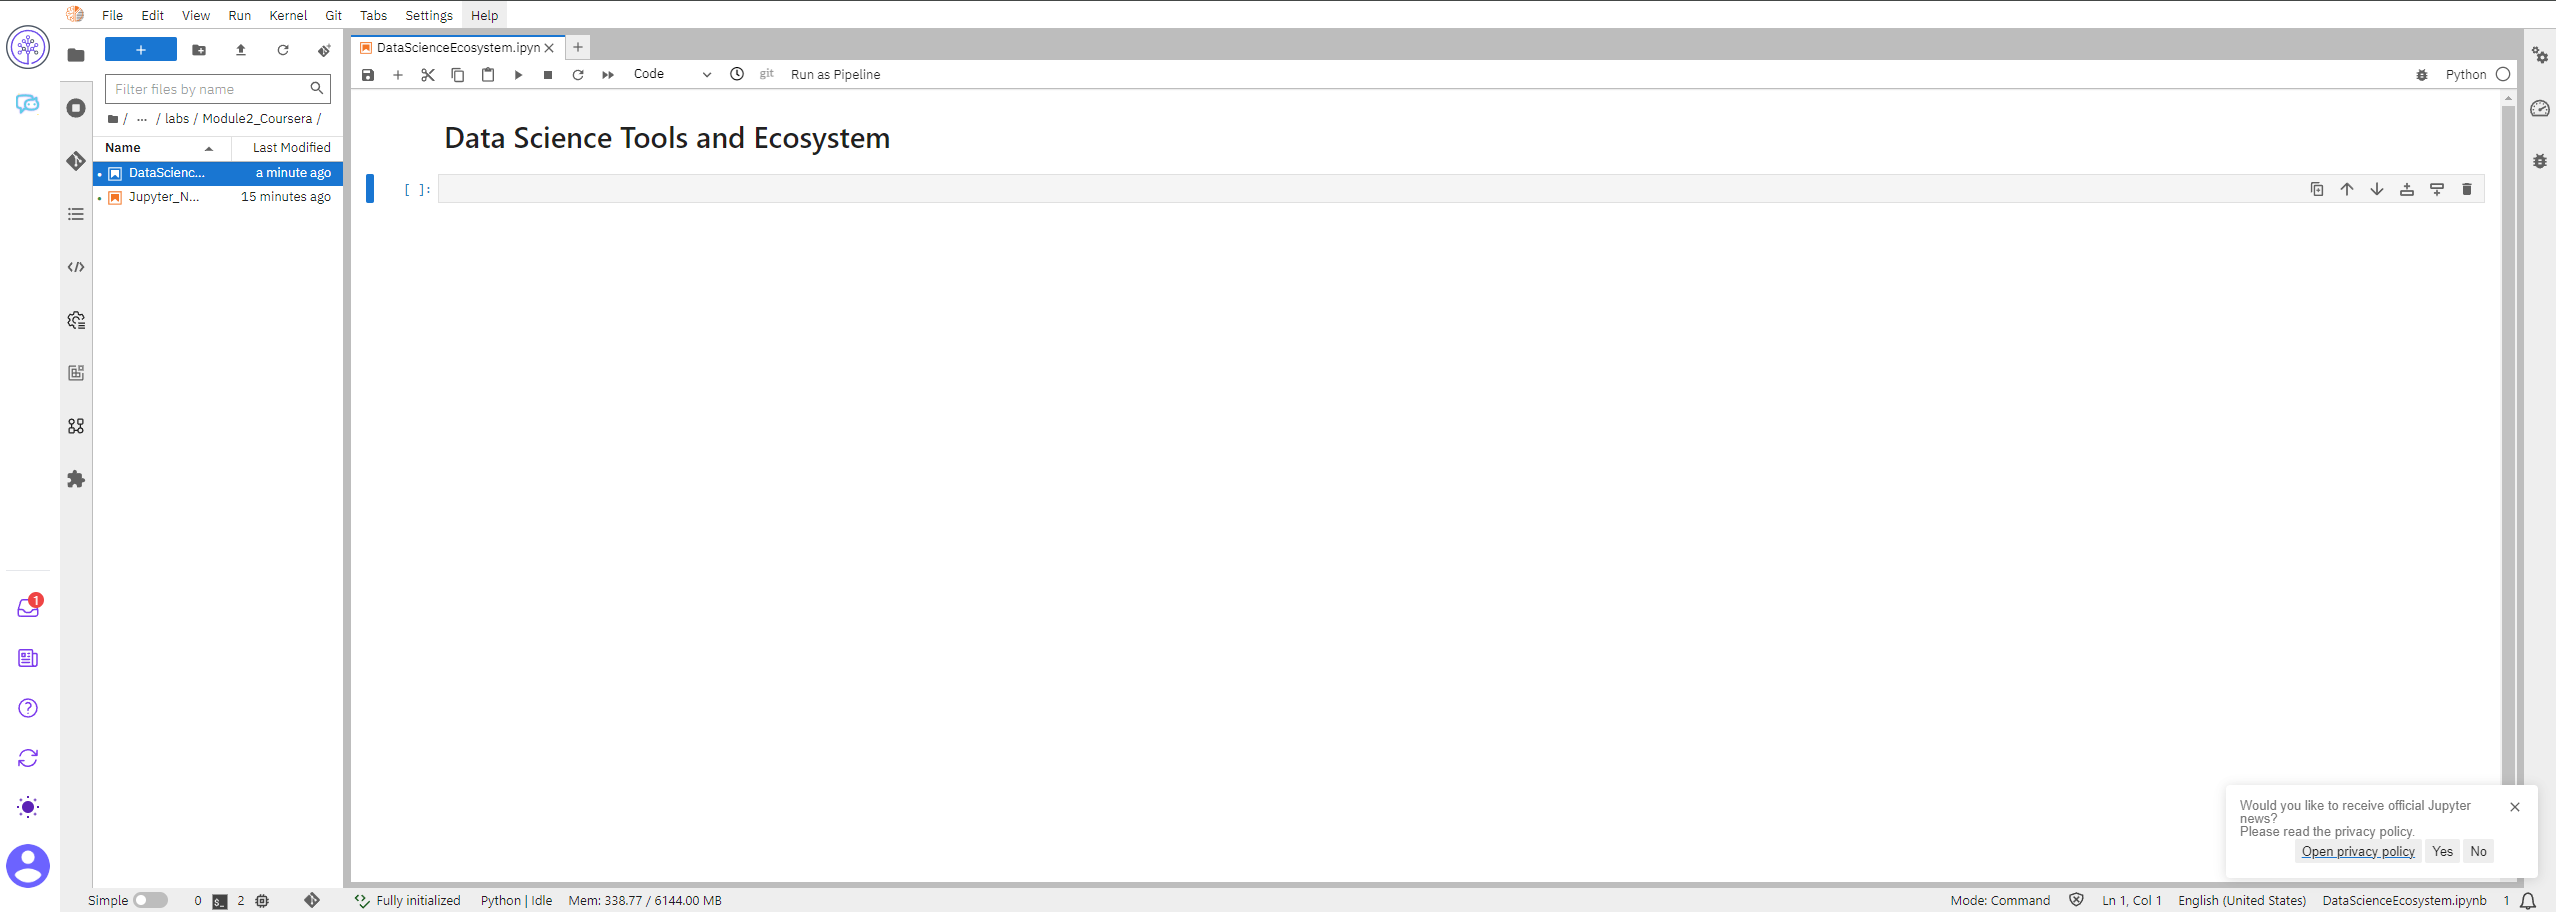 File Edit View Run Kernel Git Tabs Settings Help
+
Filter files by name
/ ... / labs / Module2_Coursera /
Name Last Modified
DataScienc... a minute ago
Jupyter_N... 15 minutes ago
DataScienceEcosystem.ipyn
Code git Run as Pipeline Python
Data Science Tools and Ecosystem
[ ]:
1
Would you like to receive official Jupyter
news?
Please read the privacy policy.
Open privacy policy Yes No
Simple 0 $_ 2 Fully initialized Python | Idle Mem: 338.77 / 6144.00 MB Mode: Command Ln 1, Col 1 English (United States) DataScienceEcosystem.ipynb 1